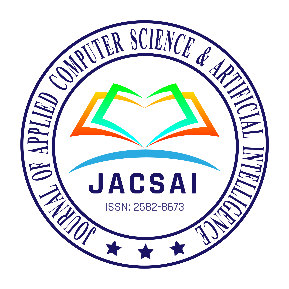 JOURNAL OF APPLIED COMPUTER SCIENCE & ARTIFICIAL INTELLIGENCE
JACSAI
ISSN: 2582-8673